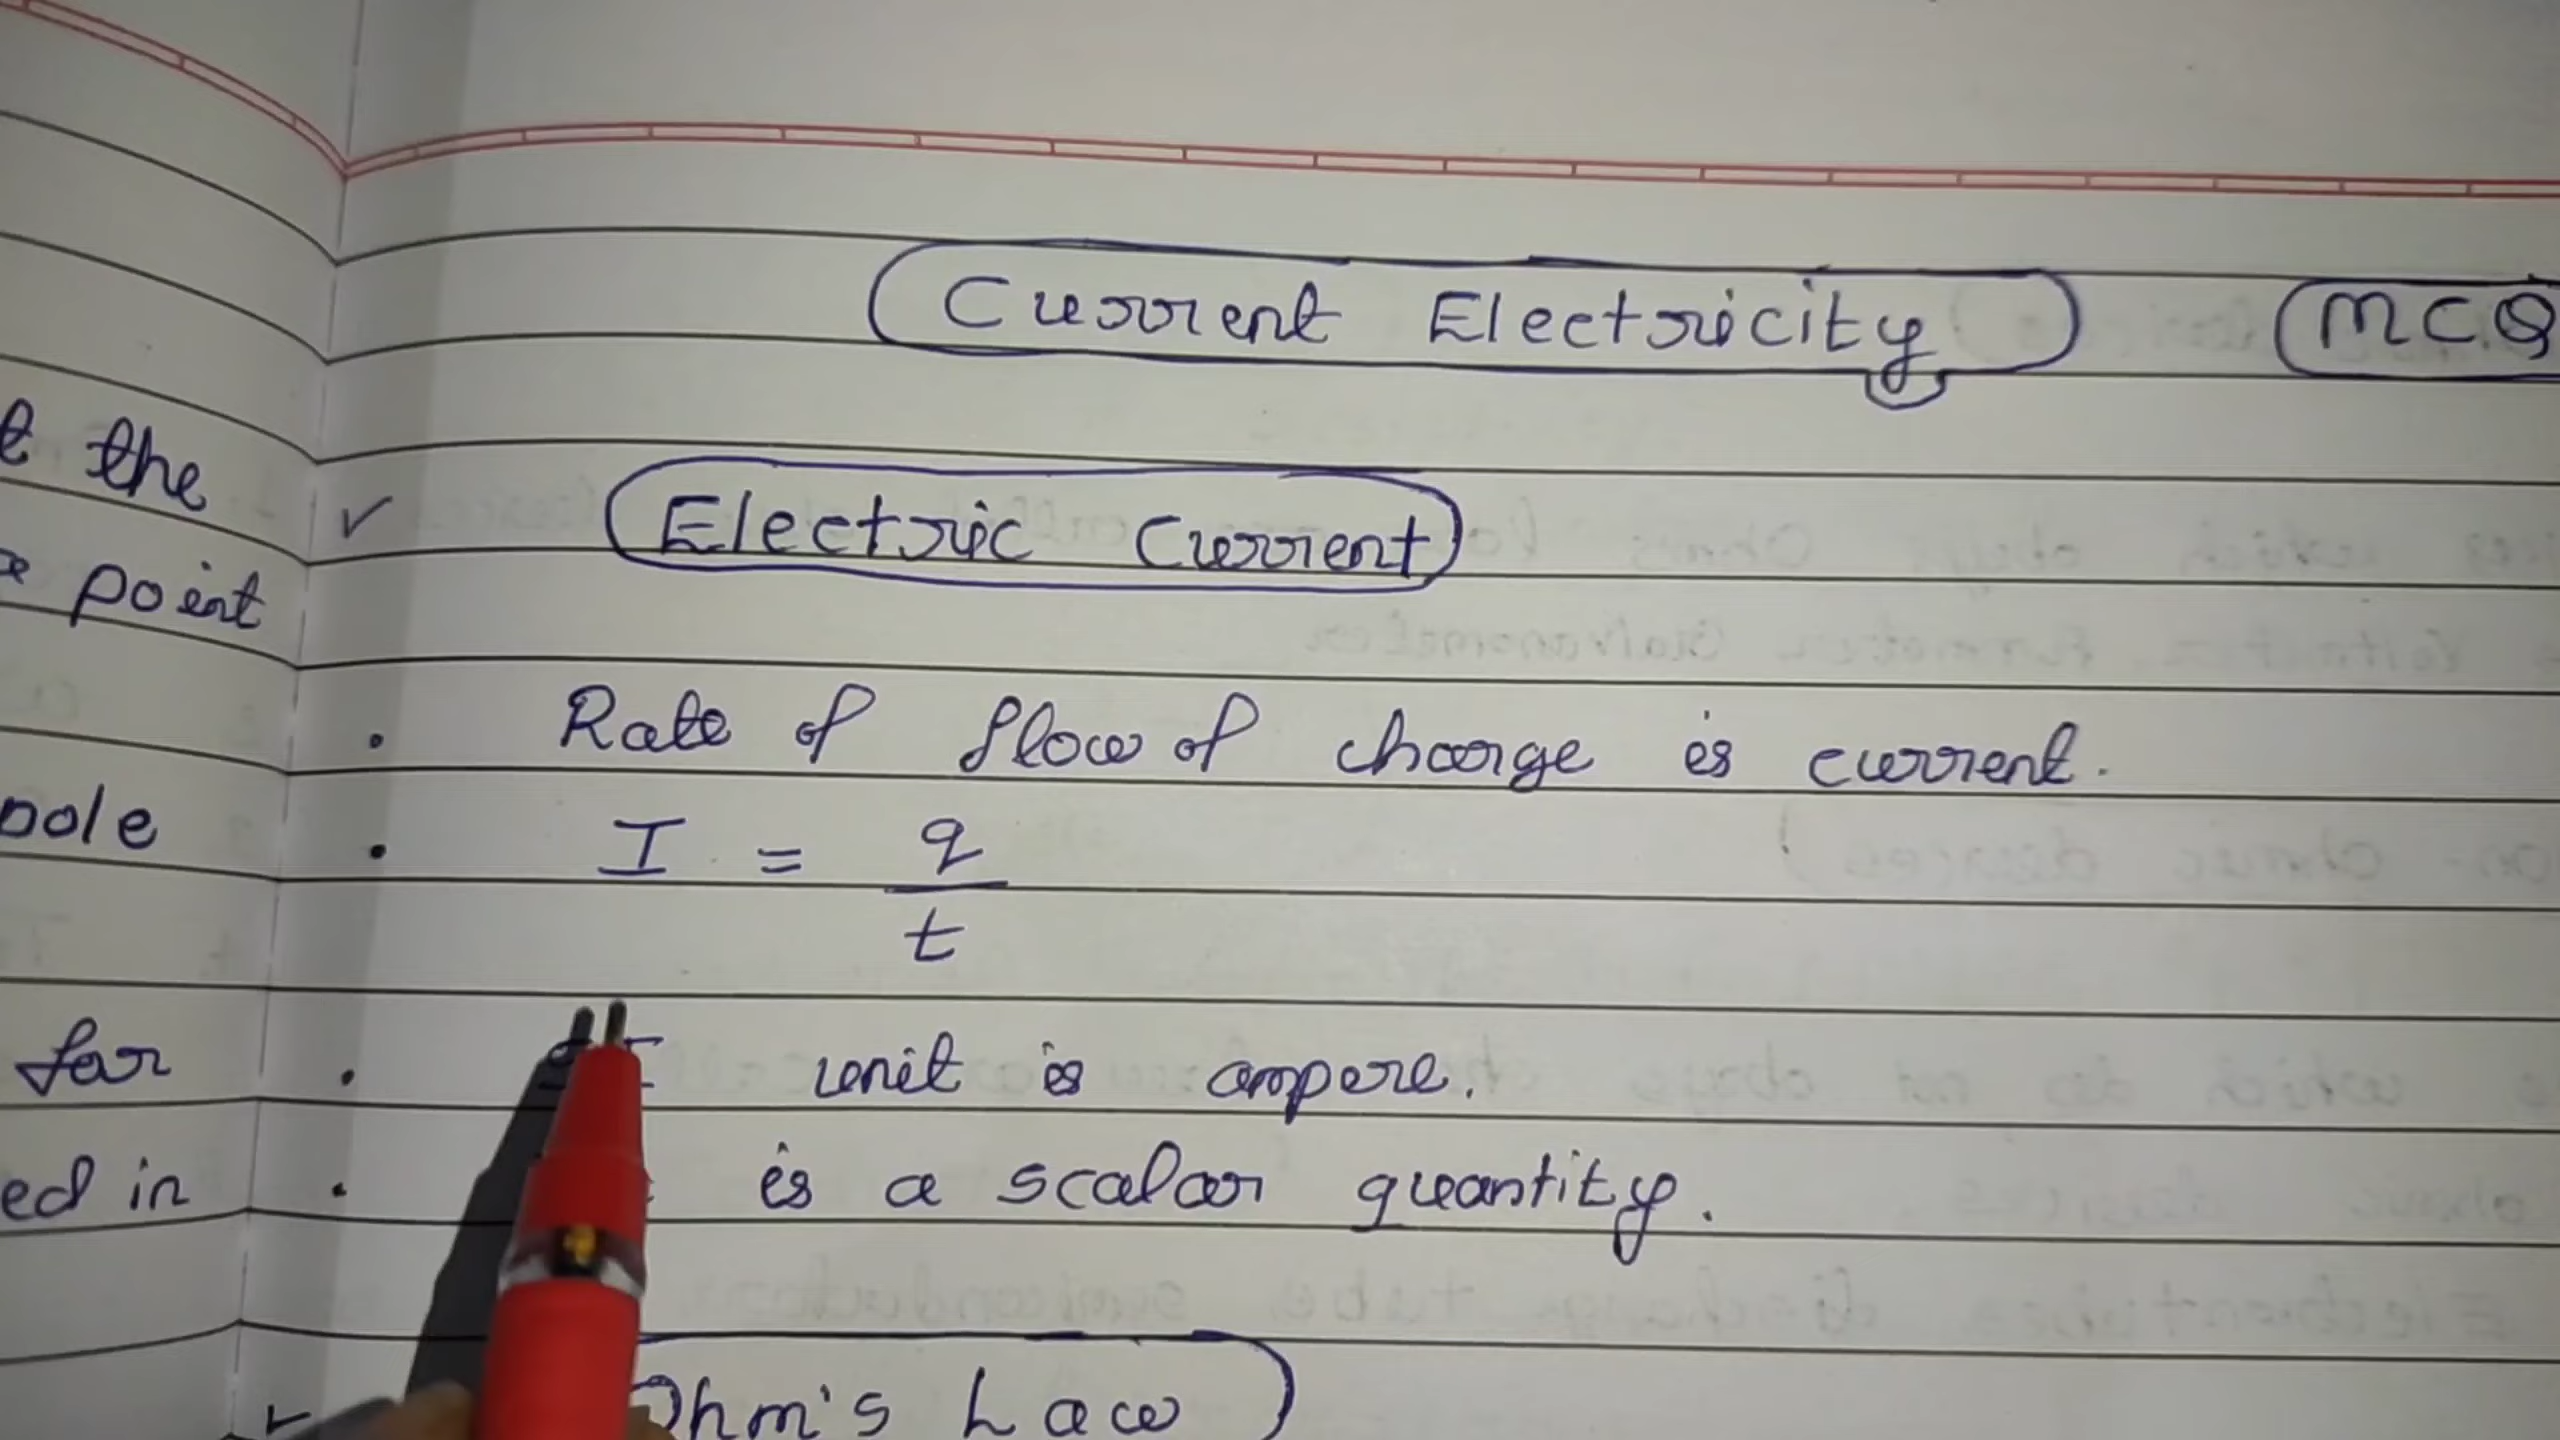 Current Electricity MCQ
Electric Current
Rate of flow of charge is current.
I = q
t
SI unit is ampere.
is a scalar quantity.
Ohm's Law
the
point
pole
for
ed in